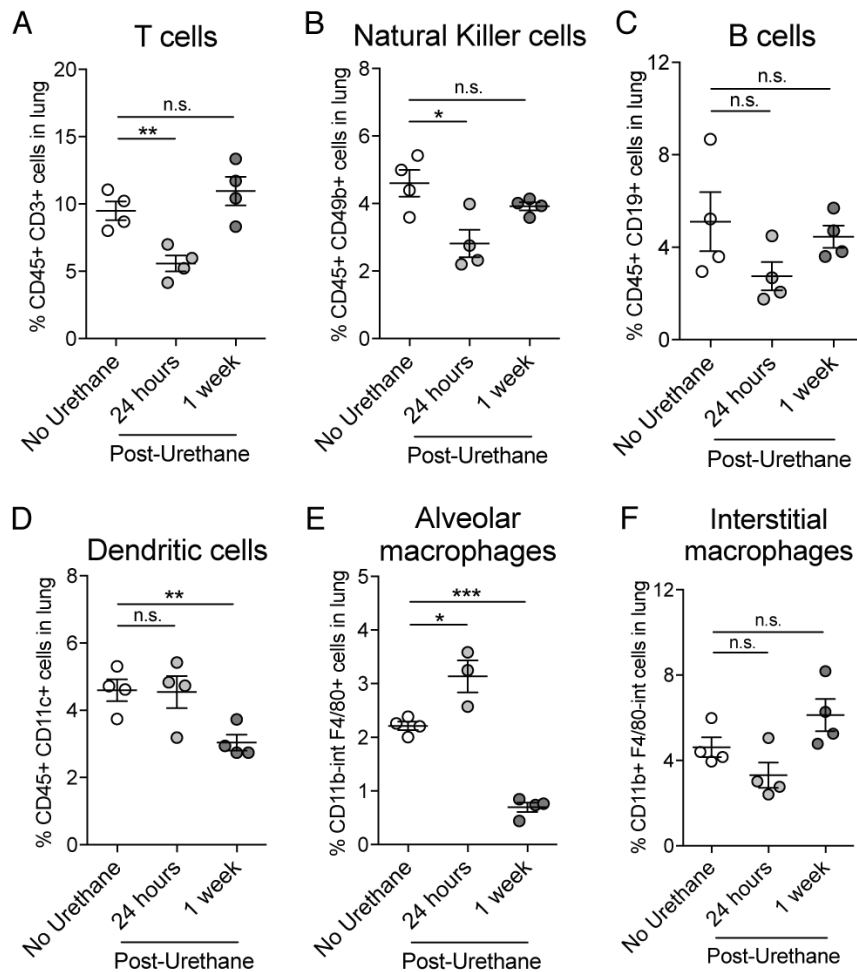 A
T cells
% CD45+ CD3+ cells in lung
20
15
10
5
0
n.s.
**
No Urethane
24 hours
1 week
Post-Urethane
B
Natural Killer cells
% CD45+ CD49b+ cells in lung
8
6
4
2
0
n.s.
*
No Urethane
24 hours
1 week
Post-Urethane
C
B cells
% CD45+ CD19+ cells in lung
12
8
4
0
n.s.
n.s.
No Urethane
24 hours
1 week
Post-Urethane
D
Dendritic cells
% CD45+ CD11c+ cells in lung
8
6
4
2
0
**
n.s.
No Urethane
24 hours
1 week
Post-Urethane
E
Alveolar
macrophages
% CD11b-int F4/80+ cells in lung
5
4
3
2
1
0
***
*
No Urethane
24 hours
1 week
Post-Urethane
F
Interstitial
macrophages
% CD11b+ F4/80-int cells in lung
12
8
4
0
n.s.
n.s.
No Urethane
24 hours
1 week
Post-Urethane